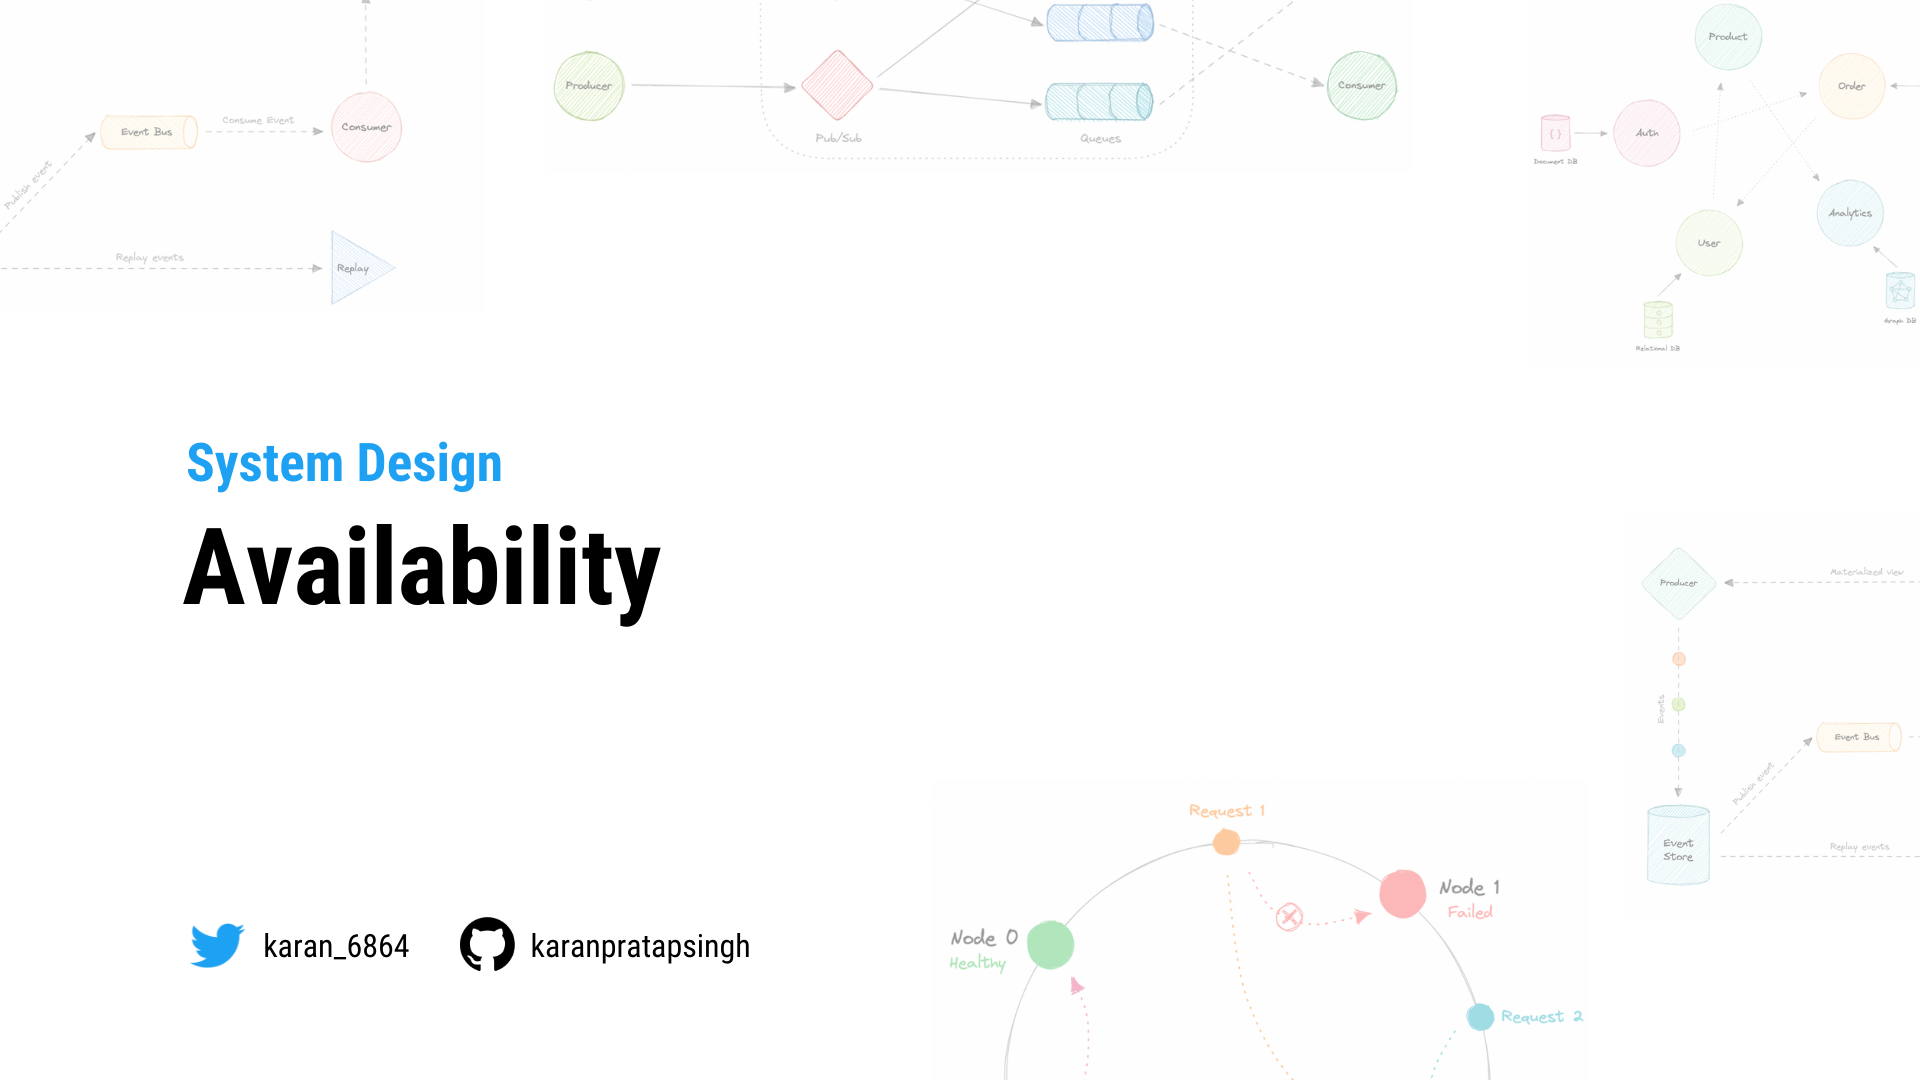 Producer
Pub/Sub
Queues
Consumer
Event Bus
Consume Event
Consumer
Publish event
Replay events
Replay
Product
Order
Document DB
Auth
User
Analytics
Relational DB
Graph DB
System Design
Availability
Producer
Materialized view
Events
Event Bus
Publish event
Event
Store
Replay events
Request 1
Node 1
Failed
Node 0
Healthy
Request 2
karan_6864
karanpratapsingh